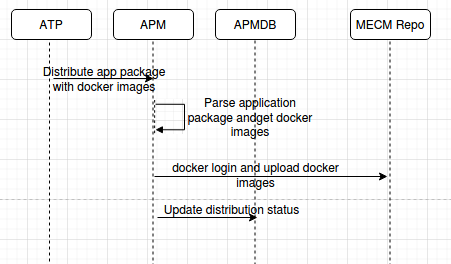 ATP
APM
APMDB
MECM Repo
Distribute app package
with docker images
Parse application
package andget docker
images
docker login and upload docker
images
Update distribution status